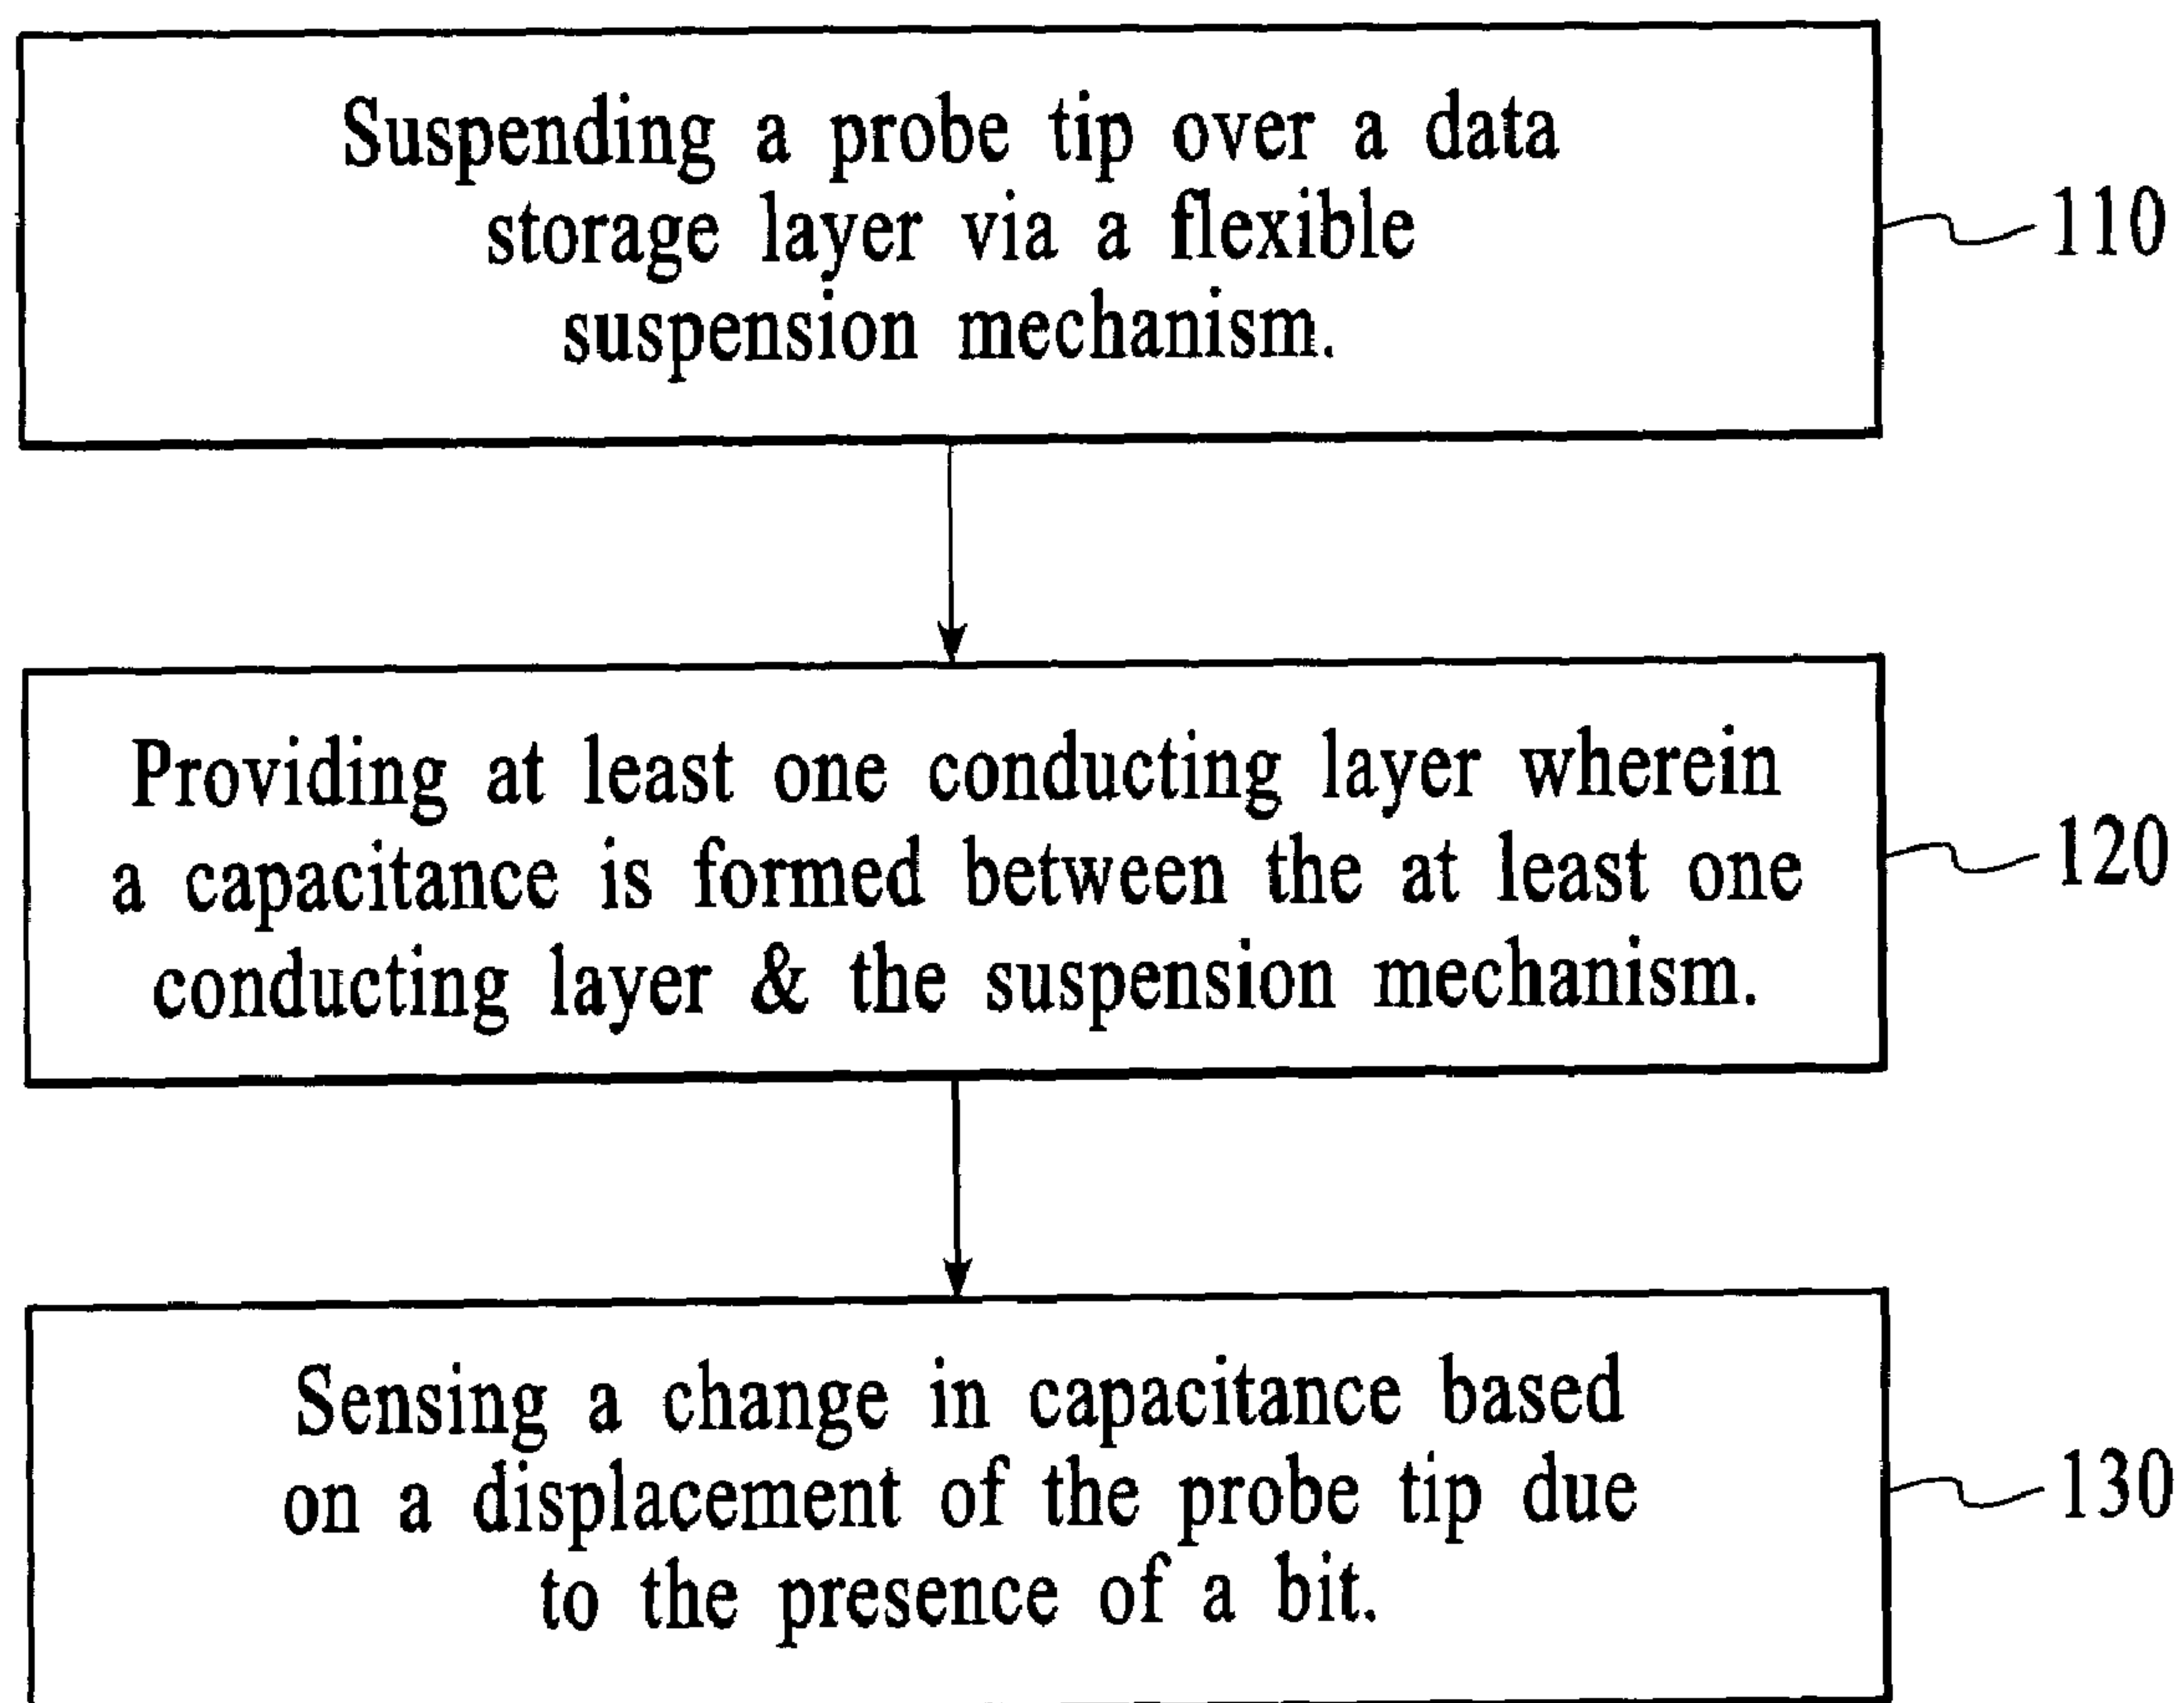 Suspending a probe tip over a data
storage layer via a flexible
suspension mechanism.
110
Providing at least one conducting layer wherein
a capacitance is formed between the at least one
conducting layer & the suspension mechanism.
120
Sensing a change in capacitance based
on a displacement of the probe tip due
to the presence of a bit.
130